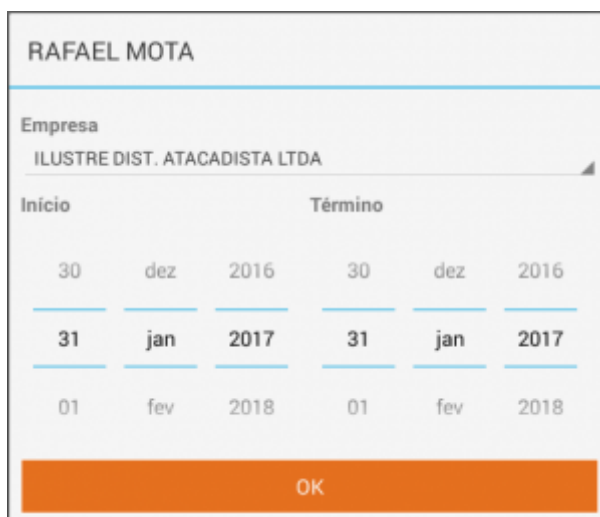 RAFAEL MOTA
Empresa
ILUSTRE DIST. ATACADISTA LTDA
Início Término
30 dez 2016 30 dez 2016
31 jan 2017 31 jan 2017
01 fev 2018 01 fev 2018
OK